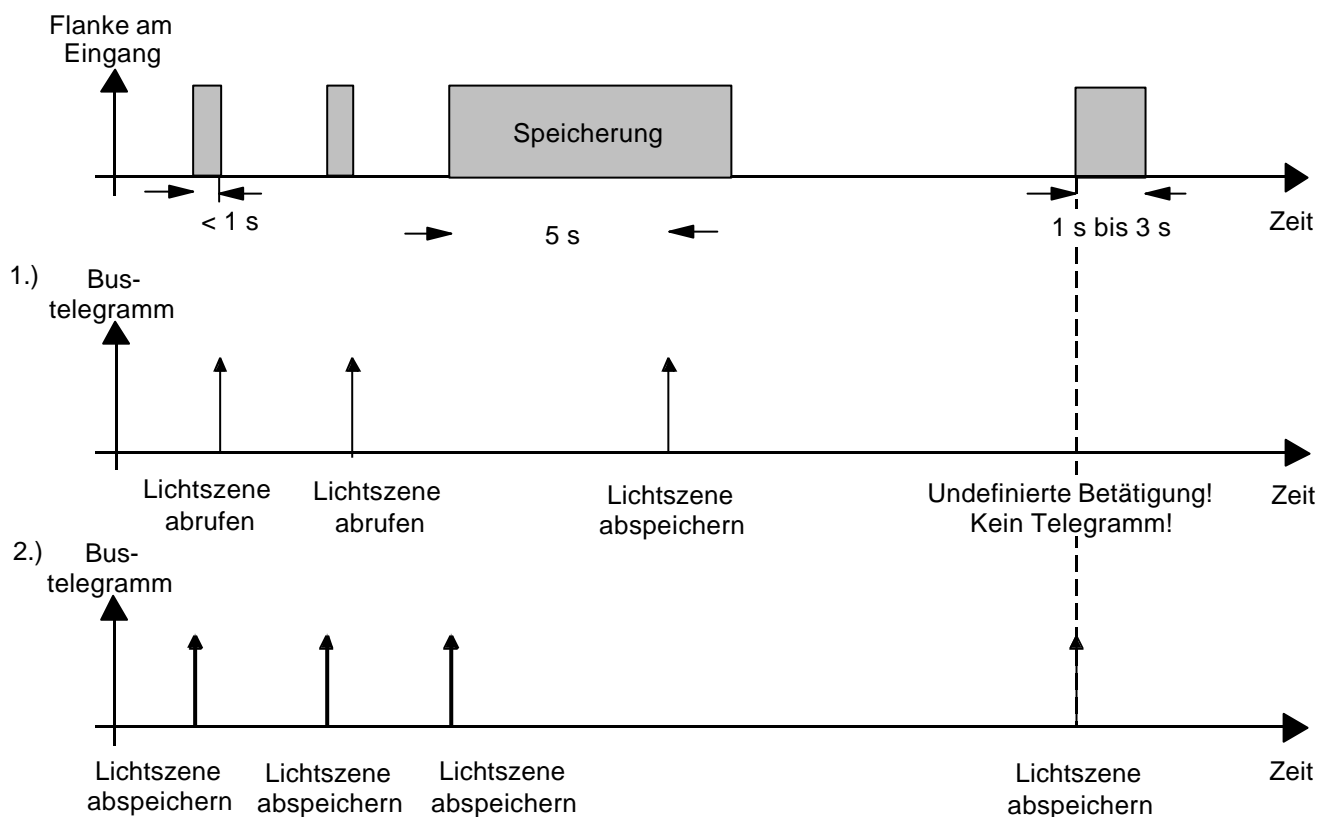 Flanke am
Eingang
Speicherung
< 1 s
5 s
1 s bis 3 s
Zeit
1.)
Bus-
telegramm
Lichtszene
abrufen
Lichtszene
abrufen
Lichtszene
abspeichern
Undefinierte Betätigung!
Kein Telegramm!
Zeit
2.)
Bus-
telegramm
Lichtszene
abspeichern
Lichtszene
abspeichern
Lichtszene
abspeichern
Lichtszene
abspeichern
Zeit